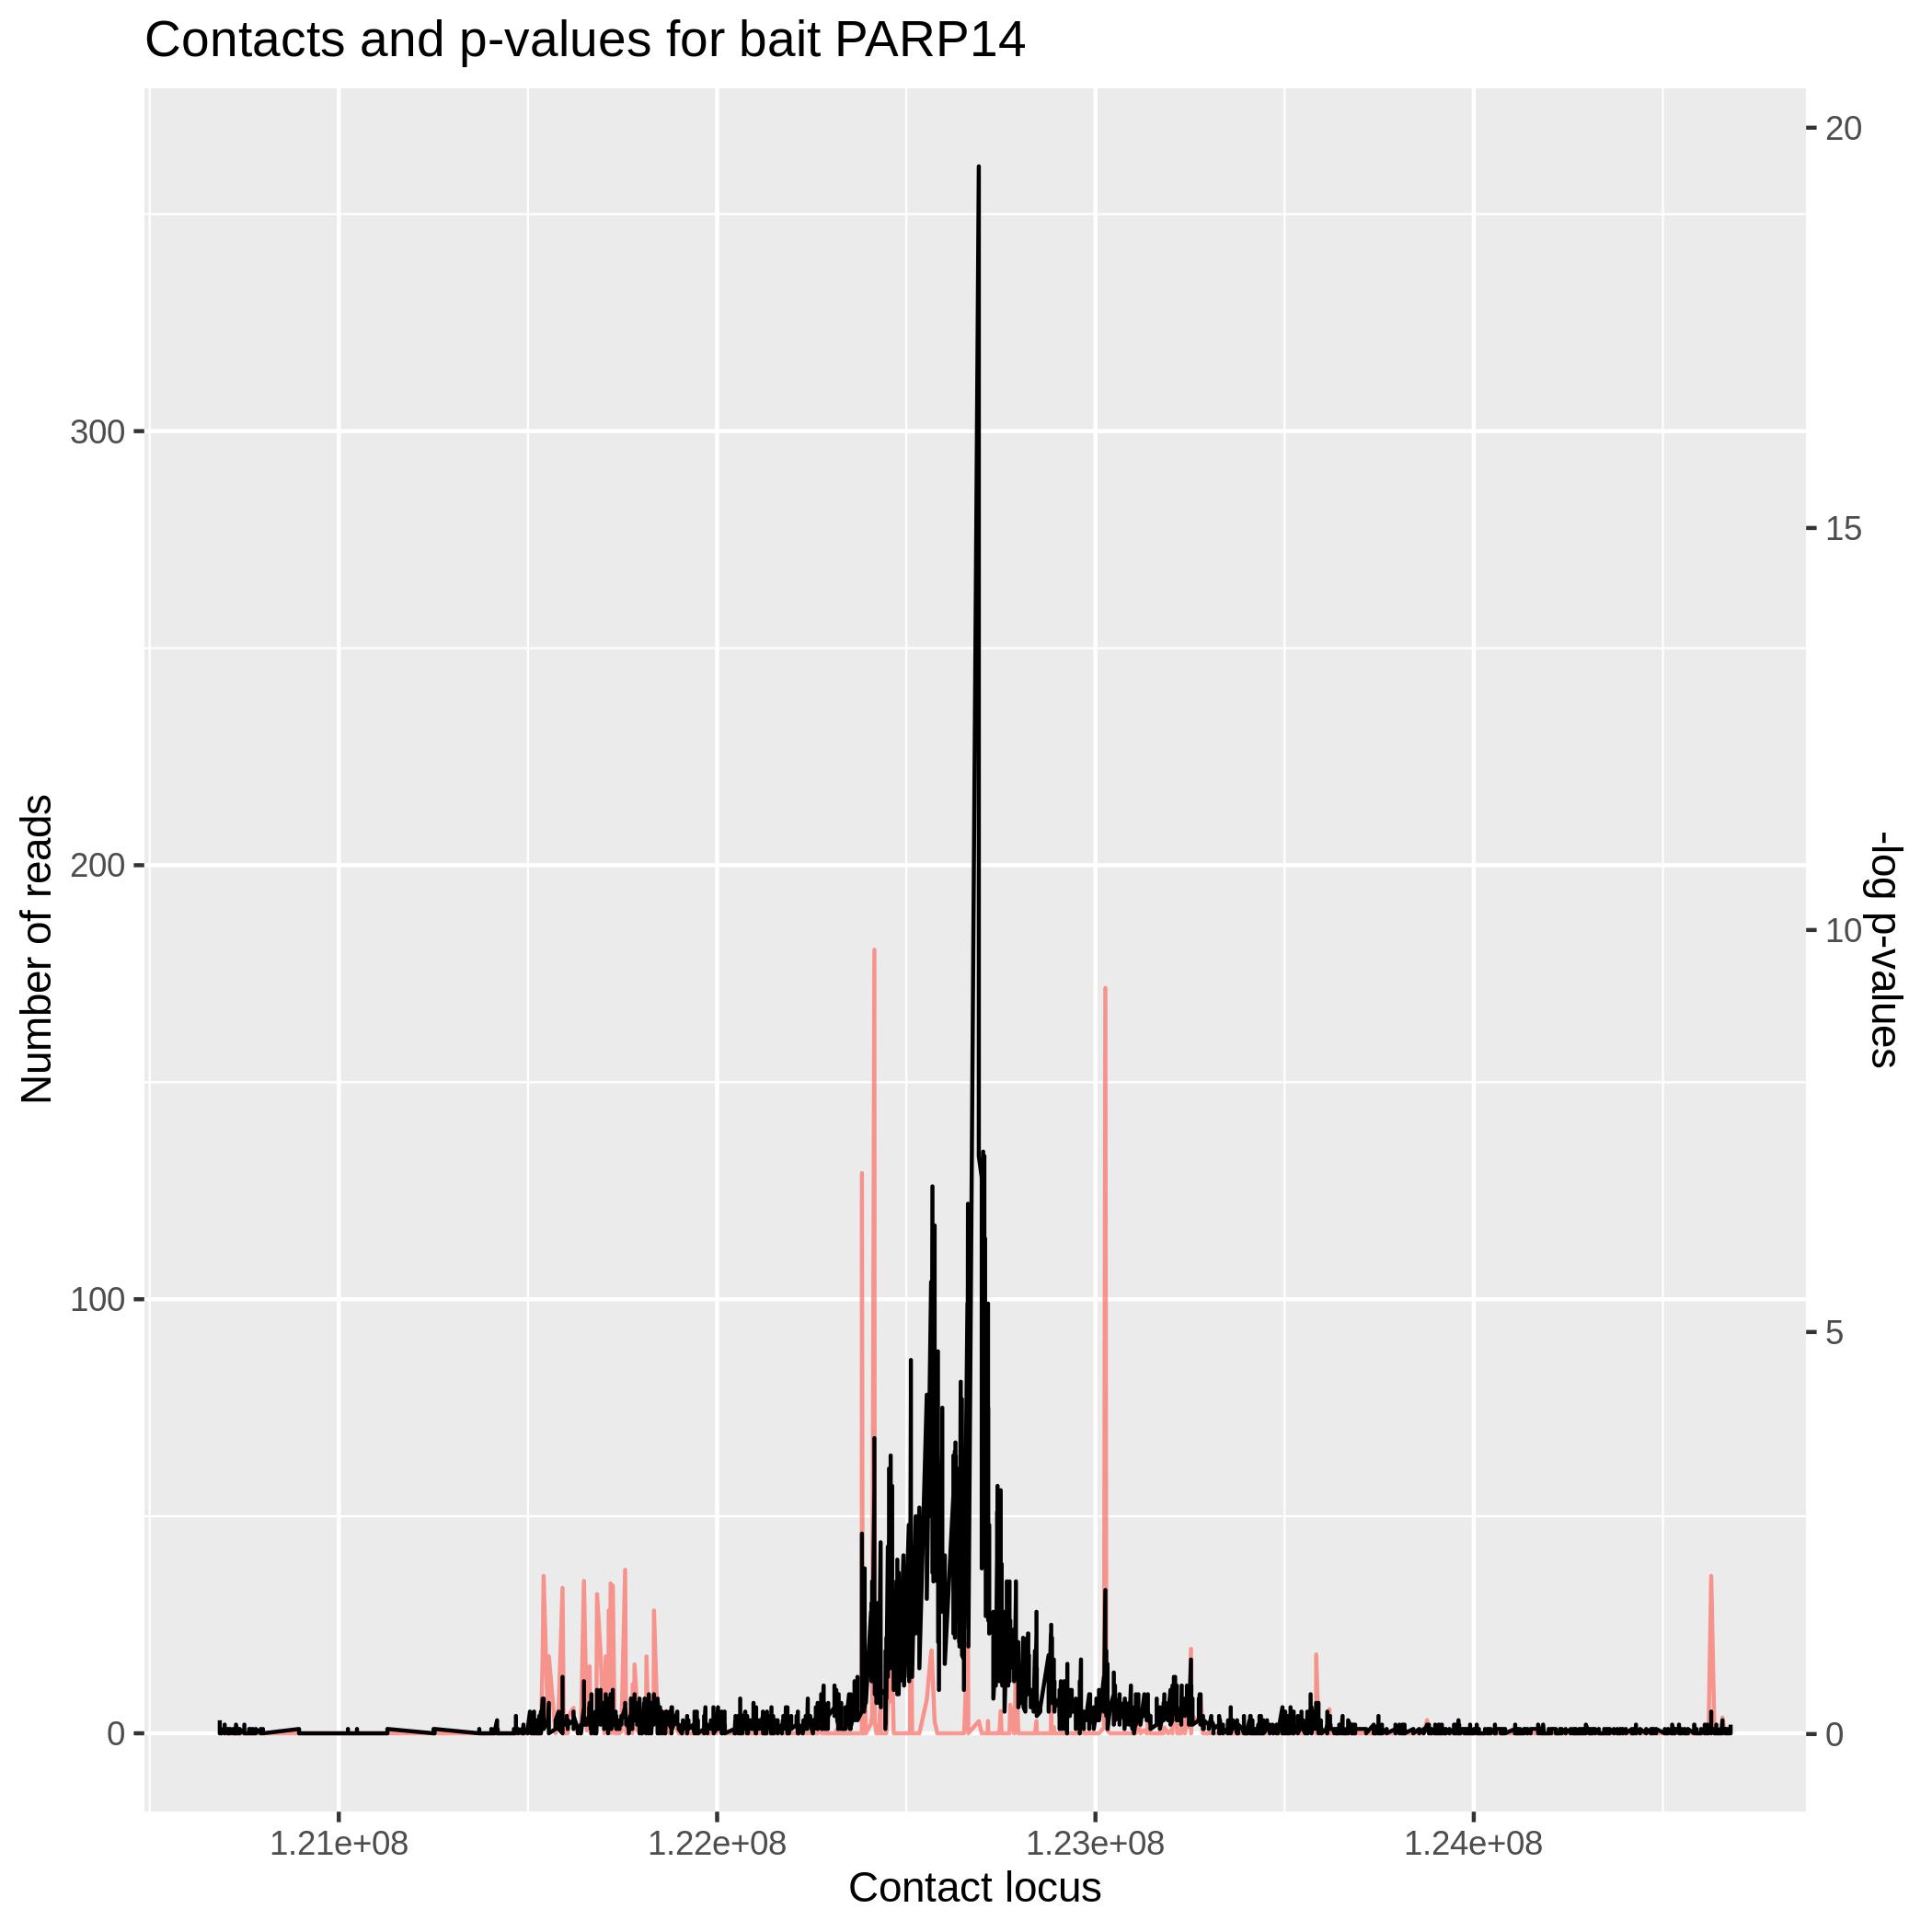 Contacts and p-values for bait PARP14
Number of reads
300
200
100
0
20
15
10
5
0
-log p-values
1.21e+08
1.22e+08
1.23e+08
1.24e+08
Contact locus